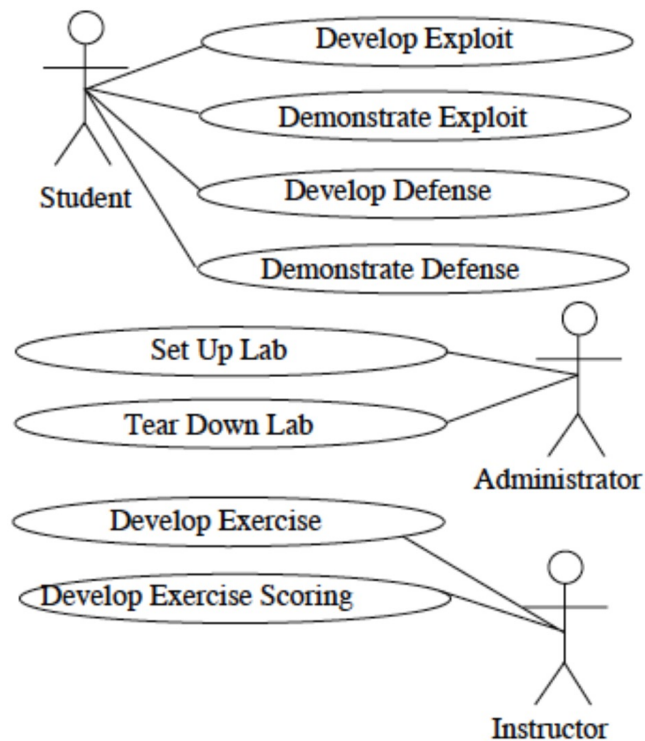 Develop Exploit
Demonstrate Exploit
Develop Defense
Student
Demonstrate Defense
Set Up Lab
Tear Down Lab
Administrator
Develop Exercise
Develop Exercise Scoring
Instructor